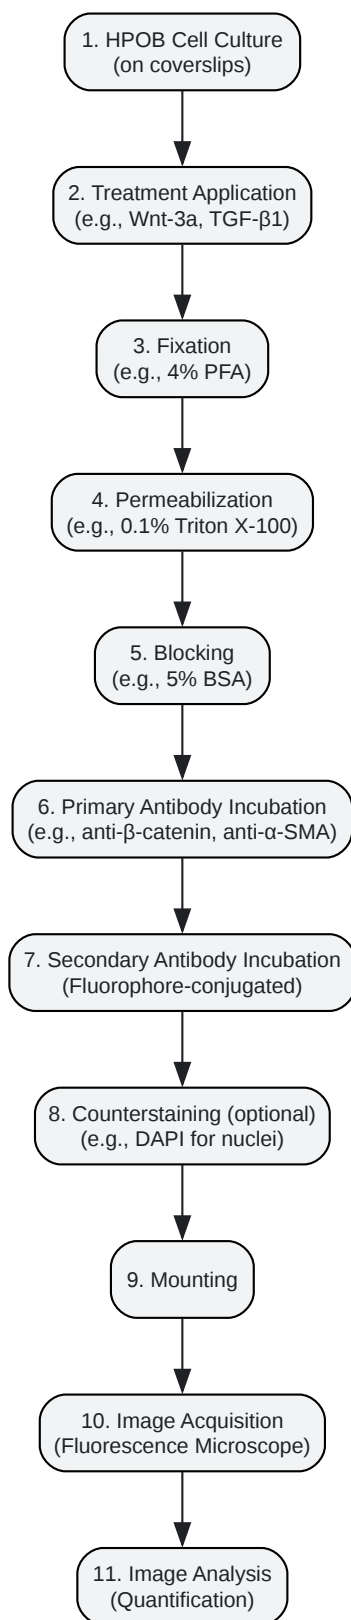 1. HPOB Cell Culture
(on coverslips)
2. Treatment Application
(e.g., Wnt-3a, TGF-β1)
3. Fixation
(e.g., 4% PFA)
4. Permeabilization
(e.g., 0.1% Triton X-100)
5. Blocking
(e.g., 5% BSA)
6. Primary Antibody Incubation
(e.g., anti-β-catenin, anti-α-SMA)
7. Secondary Antibody Incubation
(Fluorophore-conjugated)
8. Counterstaining (optional)
(e.g., DAPI for nuclei)
9. Mounting
10. Image Acquisition
(Fluorescence Microscope)
11. Image Analysis
(Quantification)